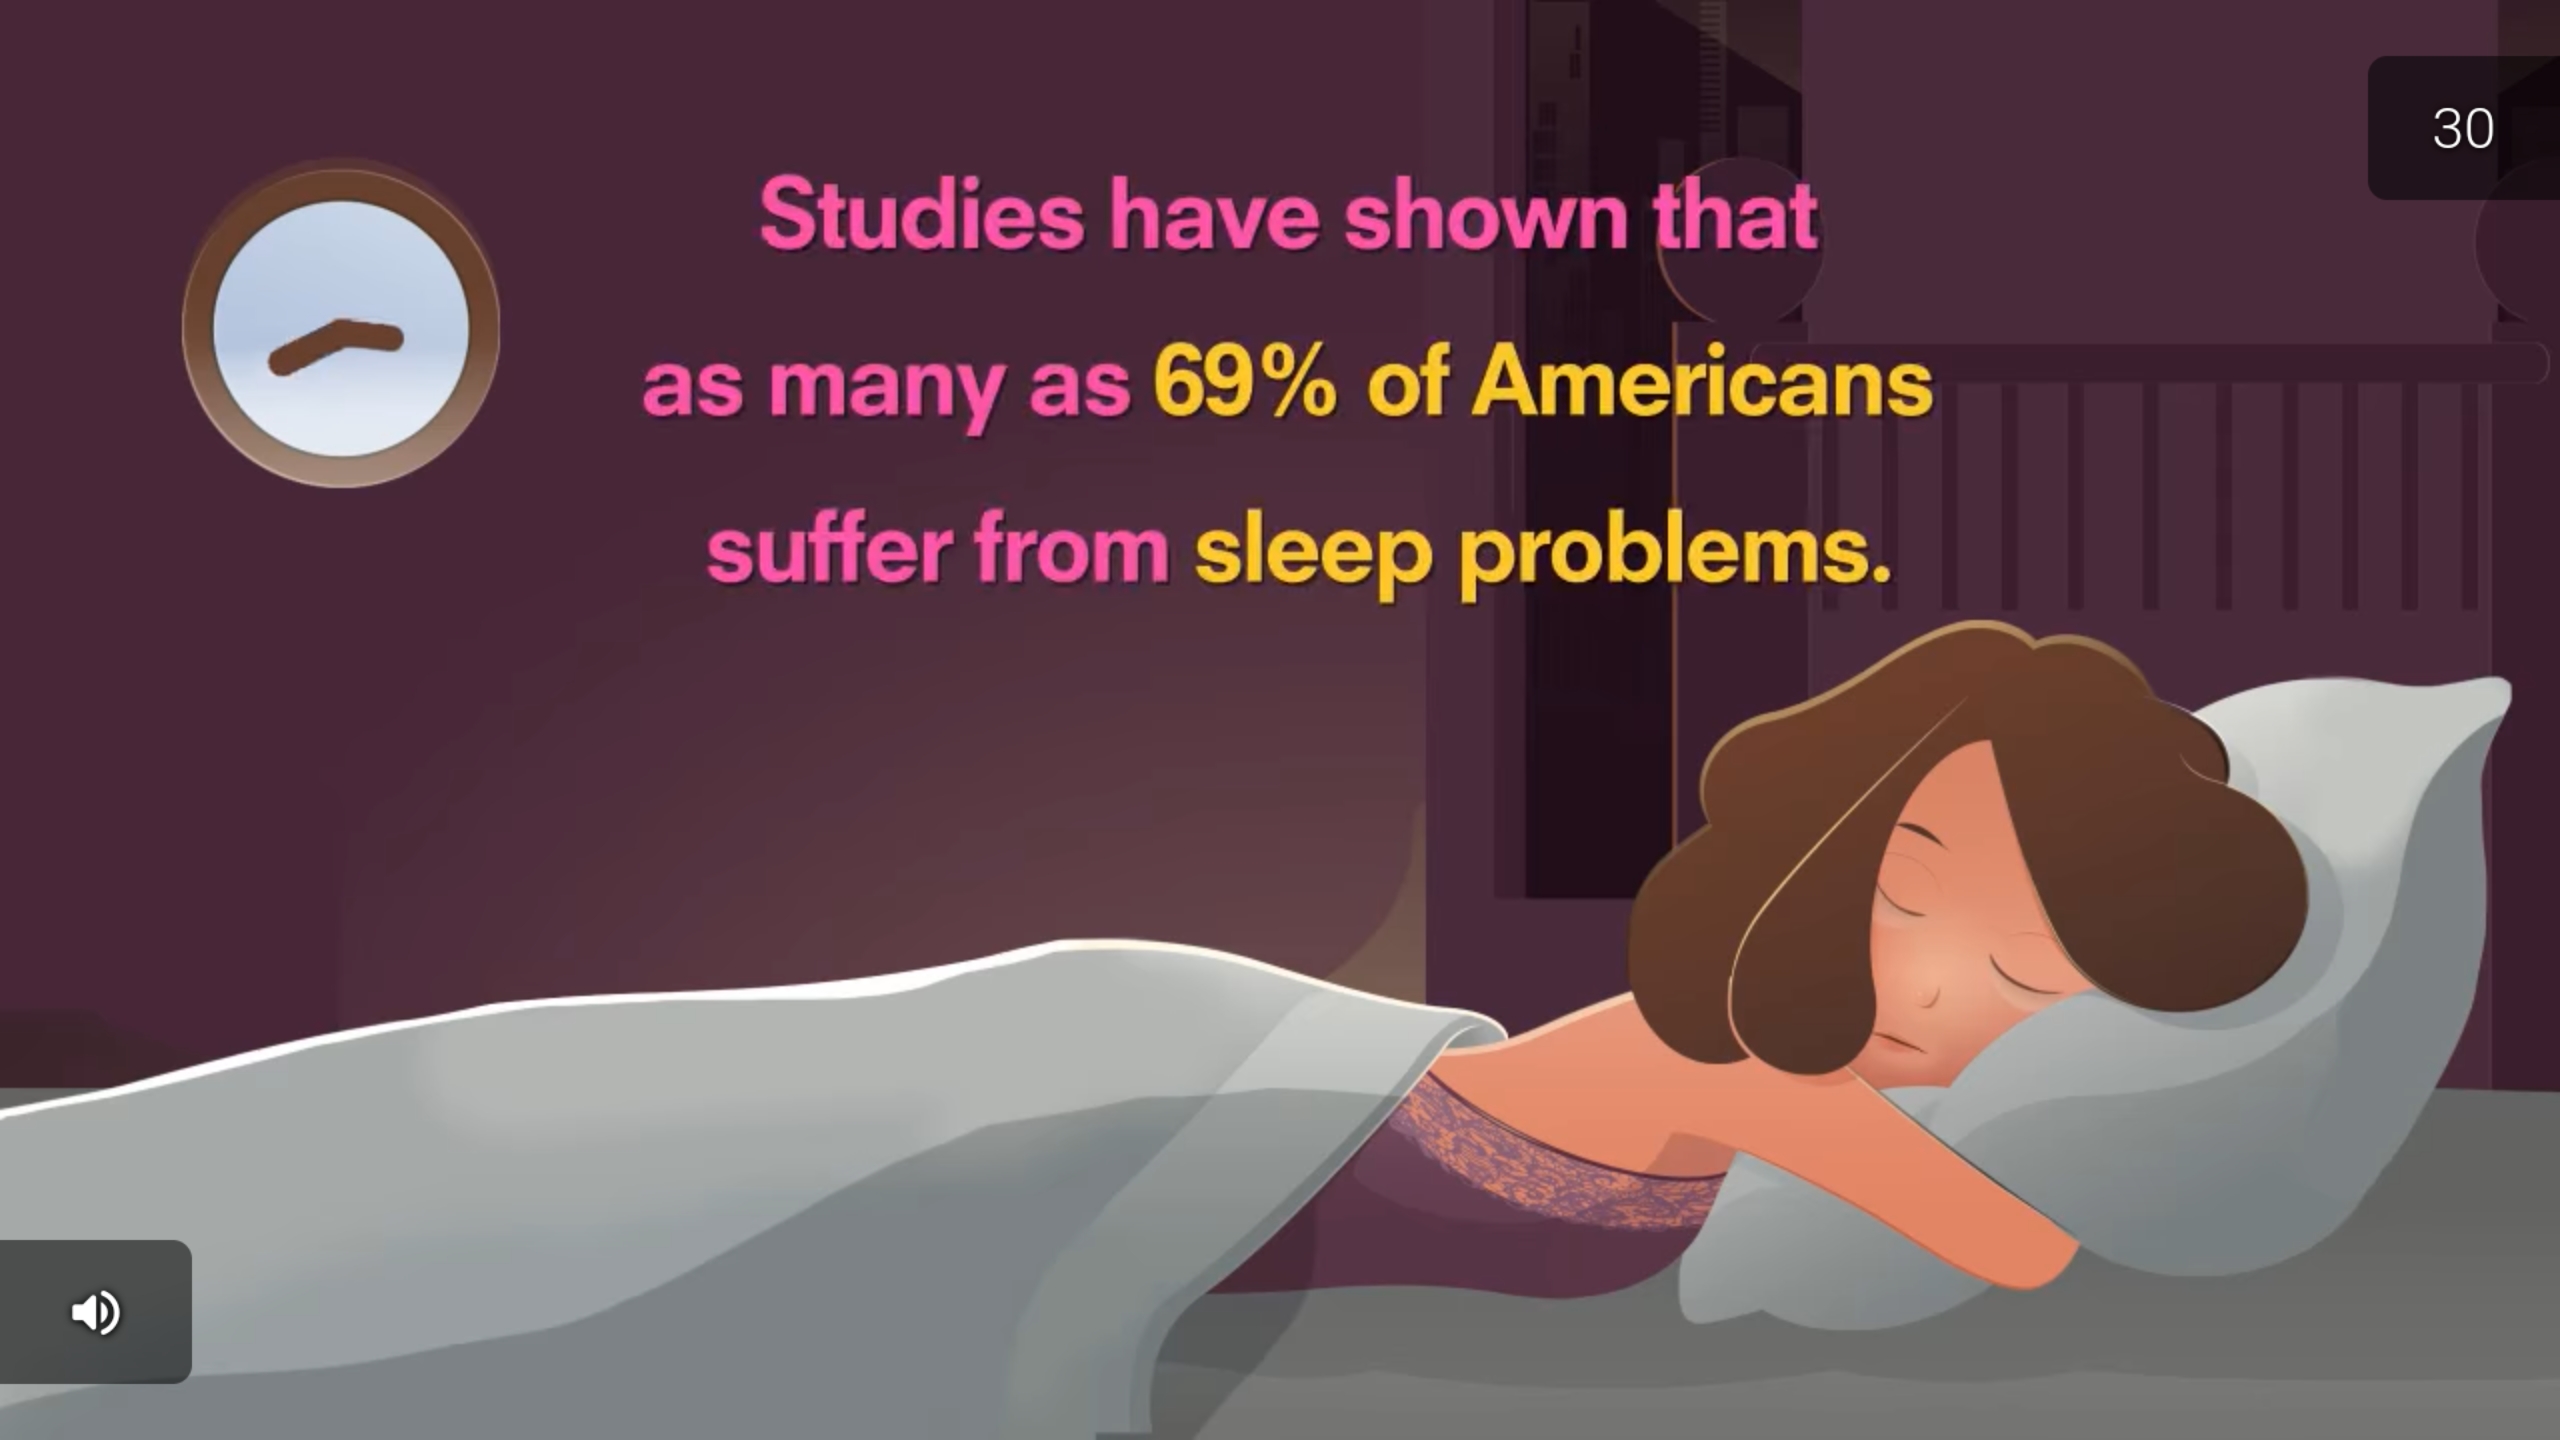 30
Studies have shown that
as many as 69% of Americans
suffer from sleep problems.